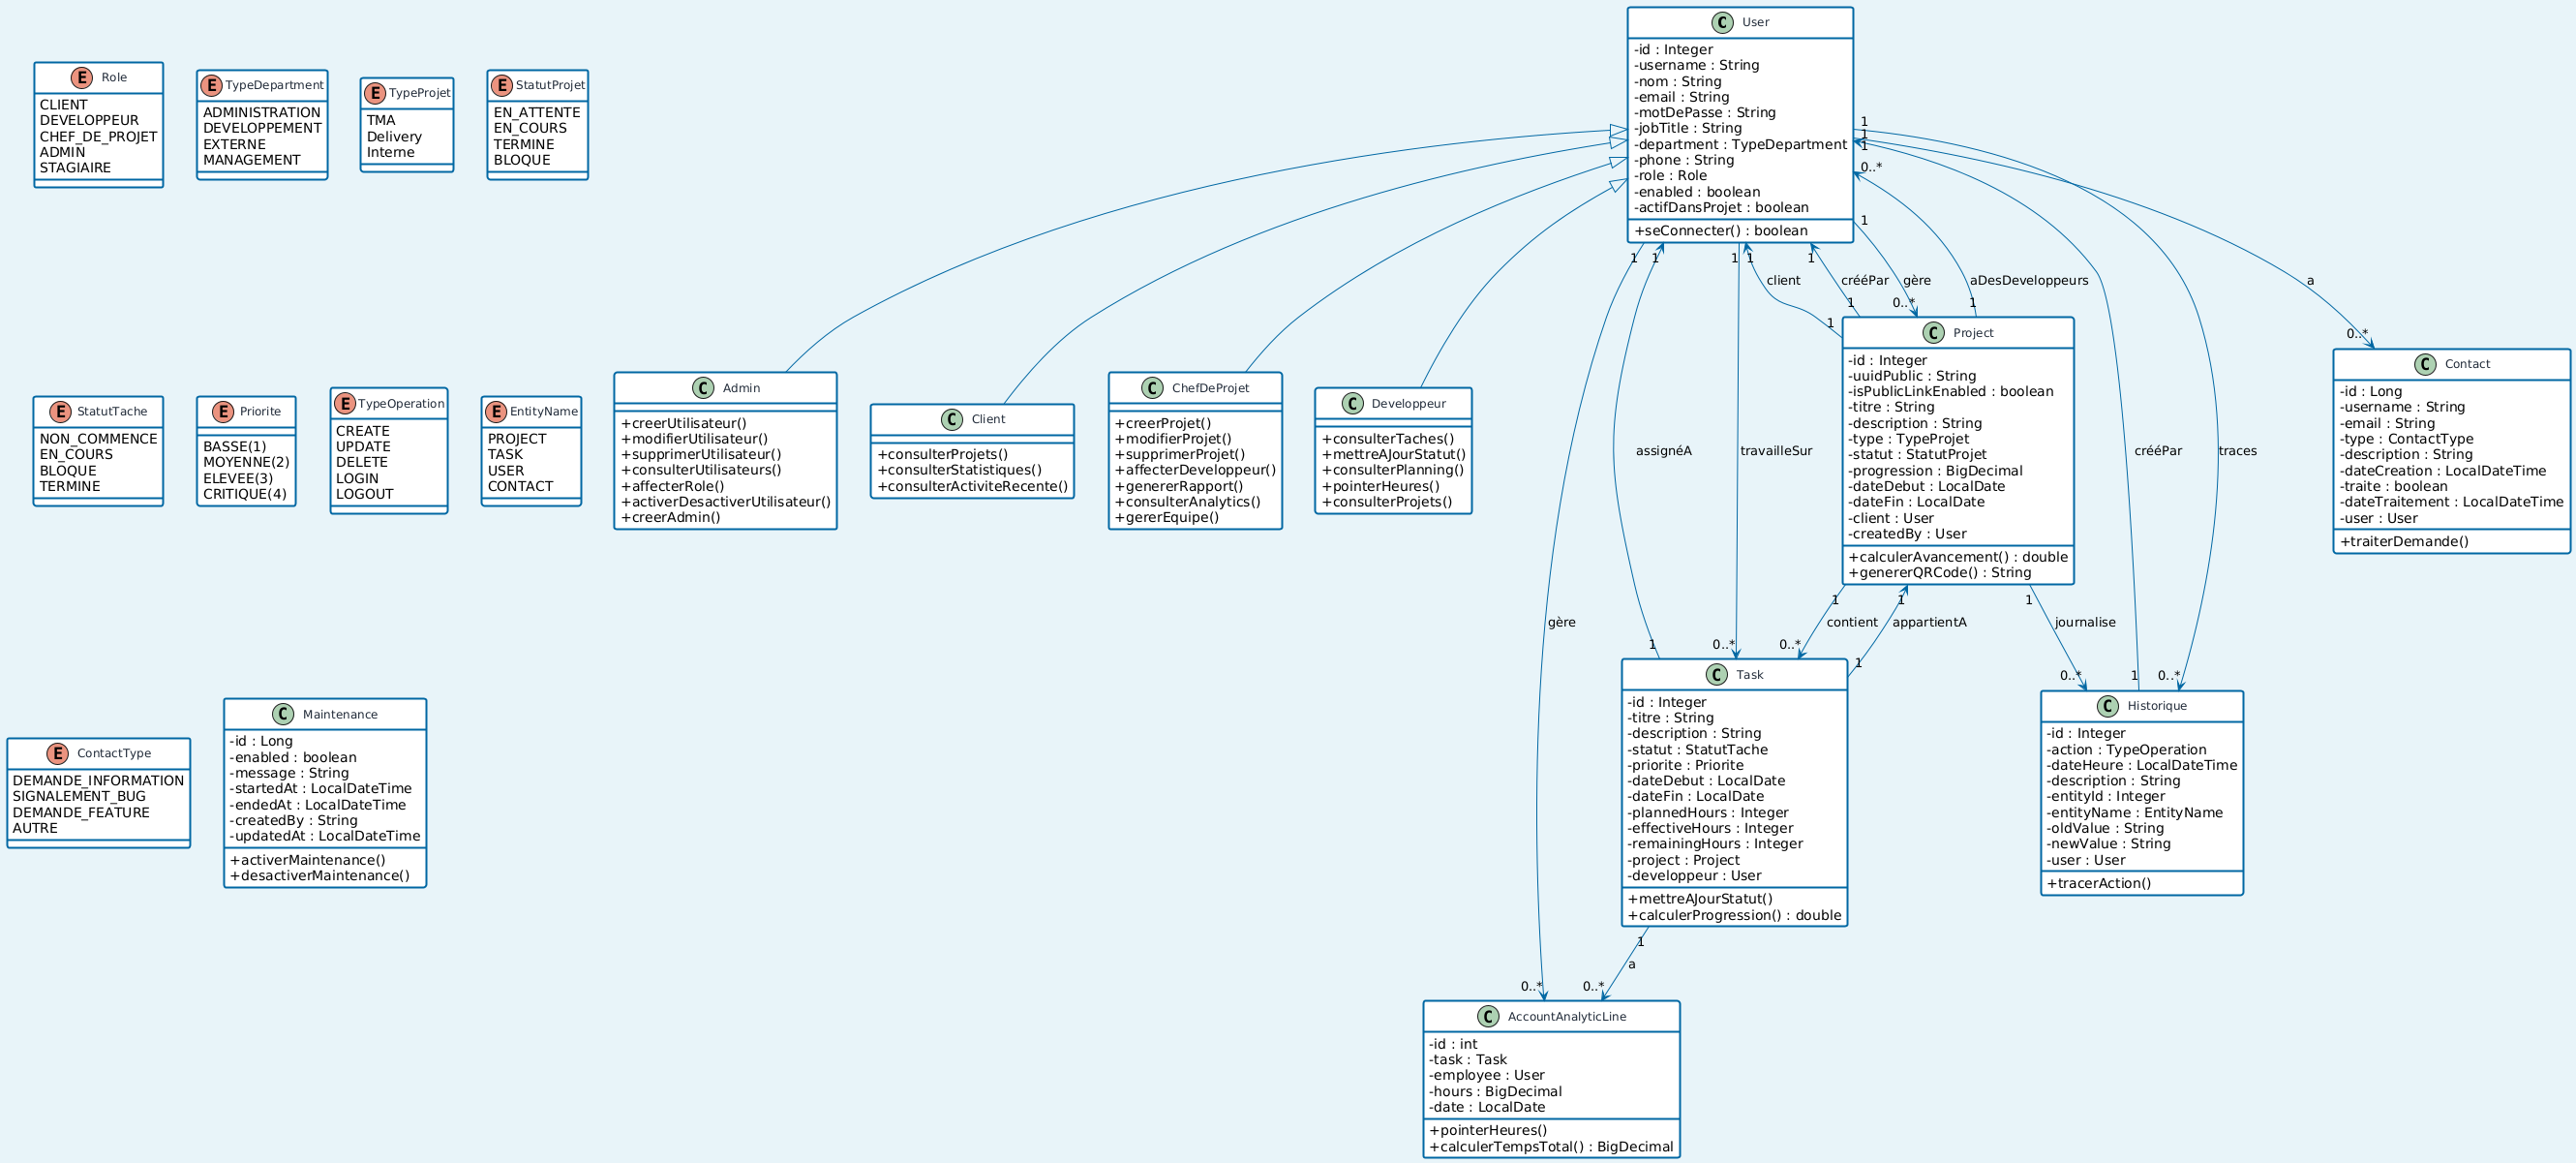 E Role
CLIENT
DEVELOPPEUR
CHEF_DE_PROJET
ADMIN
STAGIAIRE
E TypeDepartment
ADMINISTRATION
DEVELOPPEMENT
EXTERNE
MANAGEMENT
E TypeProjet
TMA
Delivery
Interne
E StatutProjet
EN_ATTENTE
EN_COURS
TERMINE
BLOQUE
C User
-id : Integer
-username : String
-nom : String
-email : String
-motDePasse : String
-jobTitle : String
-department : TypeDepartment
-phone : String
-role : Role
-enabled : boolean
-actifDansProjet : boolean
+seConnecter() : boolean
1
1
1
0..*
1
1
1
1
1
1
client
crééPar
gère
aDesDeveloppeurs
a
1
1
0..*
1
0..*
E StatutTache
NON_COMMENCE
EN_COURS
BLOQUE
TERMINE
E Priorite
BASSE(1)
MOYENNE(2)
ELEVEE(3)
CRITIQUE(4)
E TypeOperation
CREATE
UPDATE
DELETE
LOGIN
LOGOUT
E EntityName
PROJECT
TASK
USER
CONTACT
C Admin
+creerUtilisateur()
+modifierUtilisateur()
+supprimerUtilisateur()
+consulterUtilisateurs()
+affecterRole()
+activerDesactiverUtilisateur()
+creerAdmin()
C Client
+consulterProjets()
+consulterStatistiques()
+consulterActiviteRecente()
C ChefDeProjet
+creerProjet()
+modifierProjet()
+supprimerProjet()
+affecterDeveloppeur()
+genererRapport()
+consulterAnalytics()
+gererEquipe()
C Developpeur
+consulterTaches()
+mettreAJourStatut()
+consulterPlanning()
+pointerHeures()
+consulterProjets()
assignéA
travailleSur
C Project
-id : Integer
-uuidPublic : String
-isPublicLinkEnabled : boolean
-titre : String
-description : String
-type : TypeProjet
-statut : StatutProjet
-progression : BigDecimal
-dateDebut : LocalDate
-dateFin : LocalDate
-client : User
-createdBy : User
+calculerAvancement() : double
+genererQRCode() : String
crééPar
traces
C Contact
-id : Long
-username : String
-email : String
-type : ContactType
-description : String
-dateCreation : LocalDateTime
-traite : boolean
-dateTraitement : LocalDateTime
-user : User
+traiterDemande()
1
1
1
gère
contient
appartientA
journalise
1
0..*
0..*
1
0..*
1
0..*
E ContactType
DEMANDE_INFORMATION
SIGNALEMENT_BUG
DEMANDE_FEATURE
AUTRE
C Maintenance
-id : Long
-enabled : boolean
-message : String
-startedAt : LocalDateTime
-endedAt : LocalDateTime
-createdBy : String
-updatedAt : LocalDateTime
+activerMaintenance()
+desactiverMaintenance()
C Task
-id : Integer
-titre : String
-description : String
-statut : StatutTache
-priorite : Priorite
-dateDebut : LocalDate
-dateFin : LocalDate
-plannedHours : Integer
-effectiveHours : Integer
-remainingHours : Integer
-project : Project
-developpeur : User
+mettreAJourStatut()
+calculerProgression() : double
C Historique
-id : Integer
-action : TypeOperation
-dateHeure : LocalDateTime
-description : String
-entityId : Integer
-entityName : EntityName
-oldValue : String
-newValue : String
-user : User
+tracerAction()
1
a
0..*
0..*
C AccountAnalyticLine
-id : int
-task : Task
-employee : User
-hours : BigDecimal
-date : LocalDate
+pointerHeures()
+calculerTempsTotal() : BigDecimal